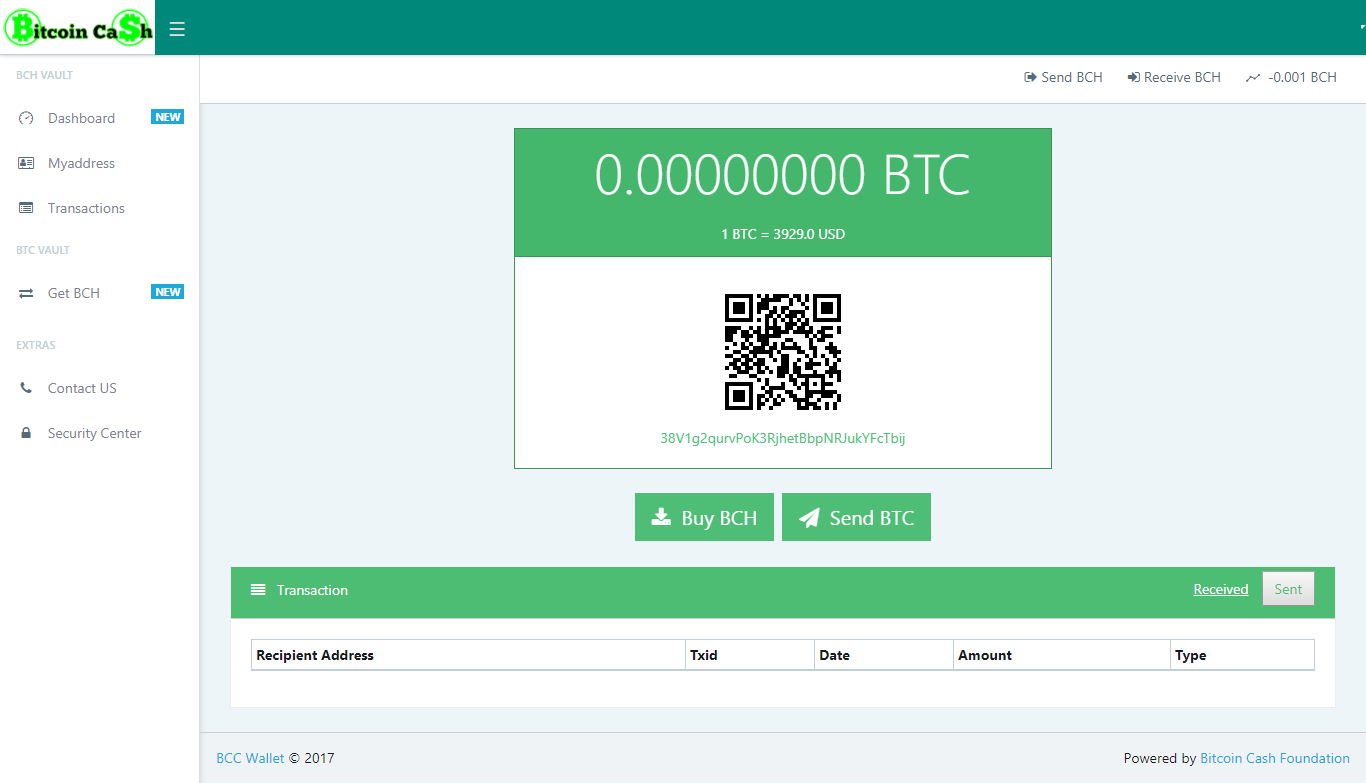 Bitcoin Ca$h
BCH VAULT
Send BCH
Receive BCH
-0.001 BCH
Dashboard NEW
Myaddress
Transactions
BTC VAULT
Get BCH NEW
EXTRAS
Contact US
Security Center
0.00000000 BTC
1 BTC = 3929.0 USD
38V1g2qurvPoK3RjhetBbpNRJukYFcTbij
Buy BCH
Send BTC
Transaction
Received
Sent
Recipient Address Txid Date Amount Type
BCC Wallet © 2017
Powered by Bitcoin Cash Foundation